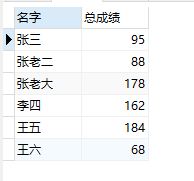 名字 总成绩
张三 95
张老二 88
张老大 178
李四 162
王五 184
王六 68